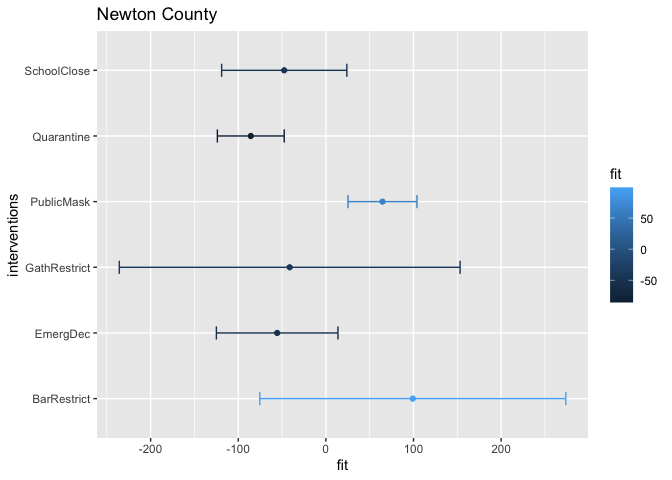 Newton County
SchoolClose
Quarantine
PublicMask
GathRestrict
EmergDec
BarRestrict
interventions
-200
-100
0
100
200
fit
fit
50
0
-50